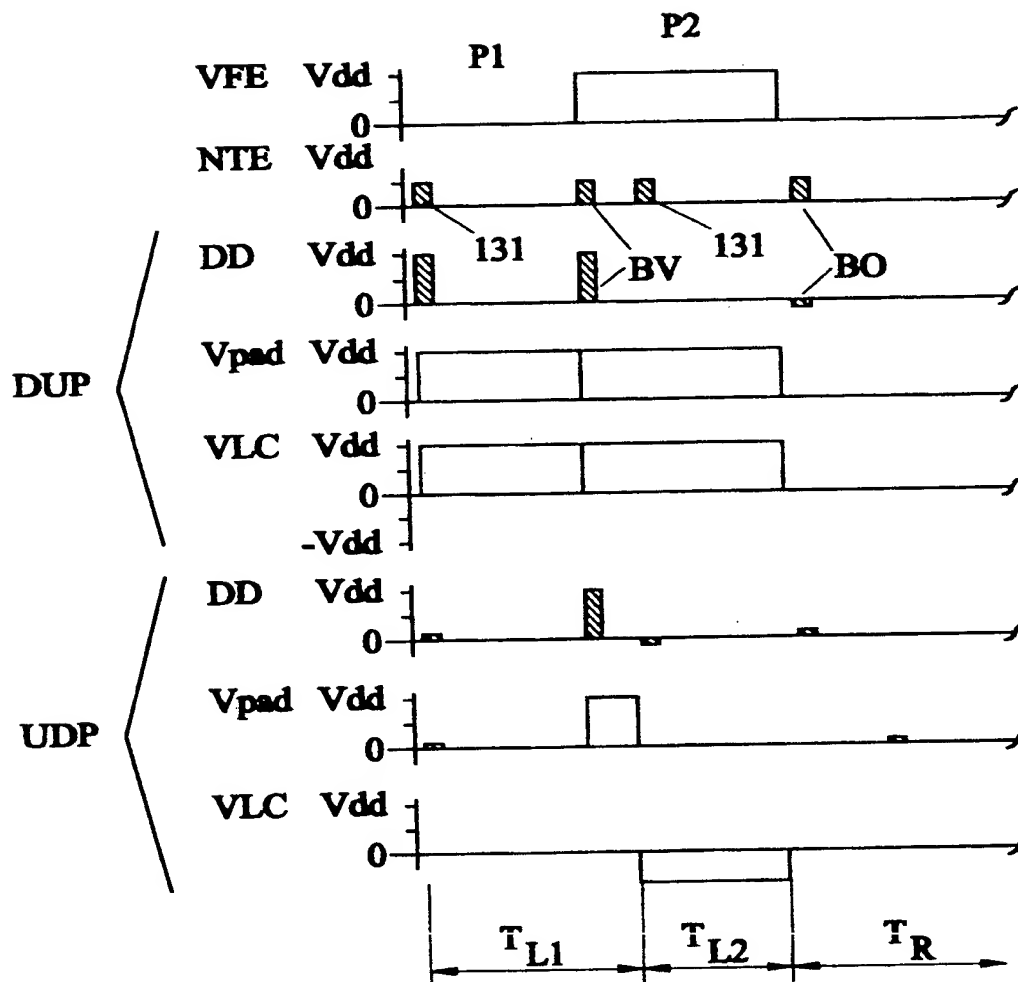 P1 P2
VFE Vdd
0
NTE Vdd
0
131 131
DD Vdd BV BO
0
DUP Vpad Vdd
0
VLC Vdd
0
-Vdd
DD Vdd
0
UDP Vpad Vdd
0
VLC Vdd
0
TL1 TL2 TR